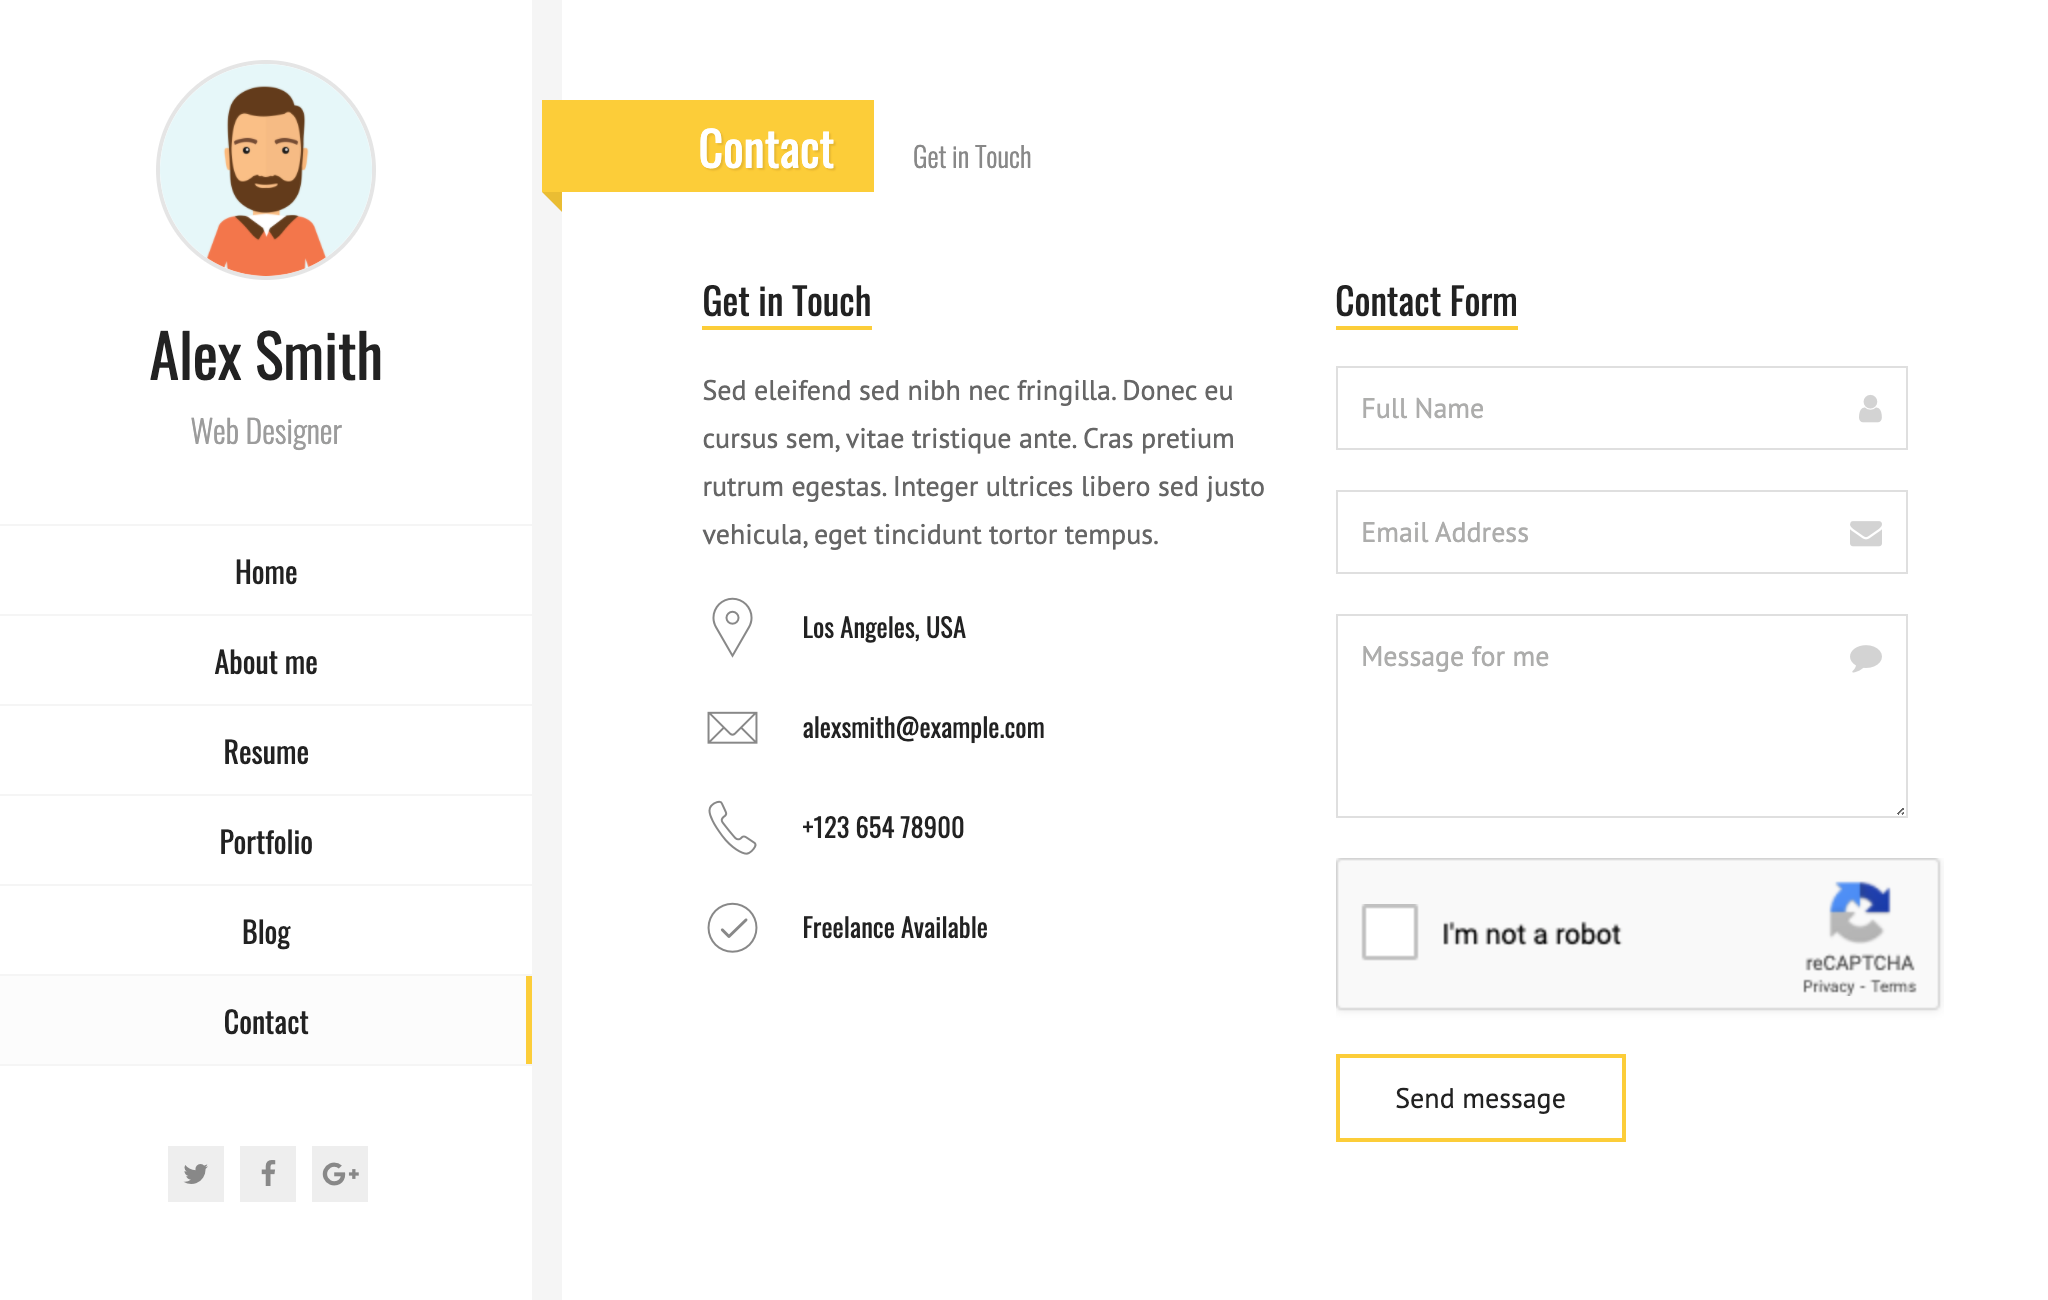 Alex Smith
Web Designer
Home
About me
Resume
Portfolio
Blog
Contact
Contact
Get in Touch
Get in Touch
Sed eleifend sed nibh nec fringilla. Donec eu
cursus sem, vitae tristique ante. Cras pretium
rutrum egestas. Integer ultrices libero sed justo
vehicula, eget tincidunt tortor tempus.
Los Angeles, USA
alexsmith@example.com
+123 654 78900
Freelance Available
Contact Form
Full Name
Email Address
Message for me
I'm not a robot
reCAPTCHA
Privacy - Terms
Send message